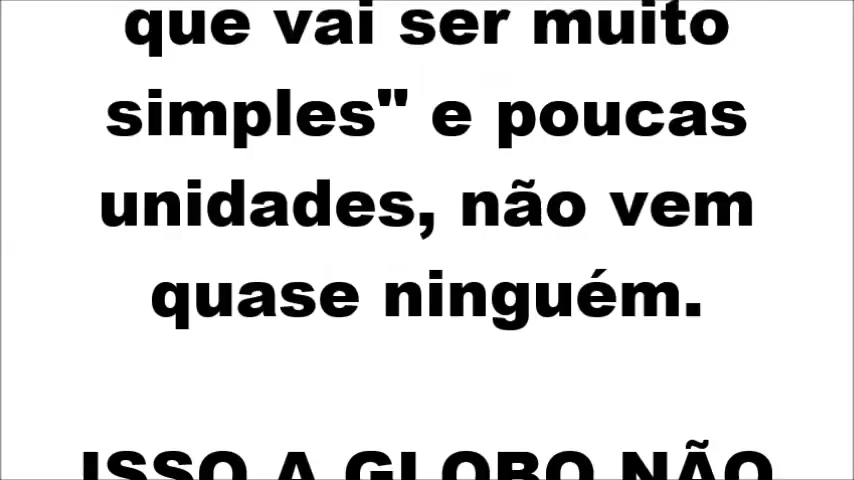 que vai ser muito
simples" e poucas
unidades, não vem
quase ninguém.
ISSO A GLOBO NÃO